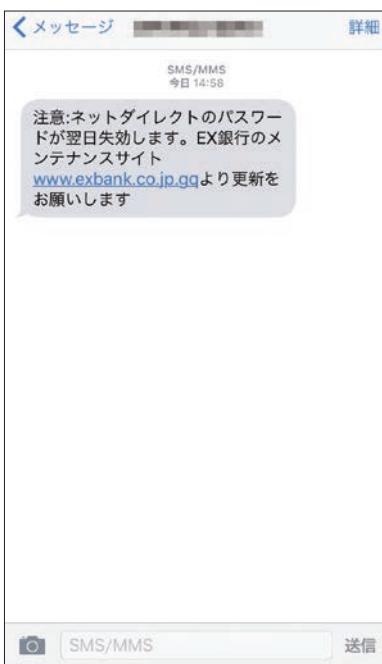 メッセージ
詳細
SMS/MMS
今日 14:58
注意:ネットダイレクトのパスワー
ドが翌日失効します。EX銀行のメ
ンテナンスサイト
www.exbank.co.jp.gqより更新を
お願いします
SMS/MMS
送信